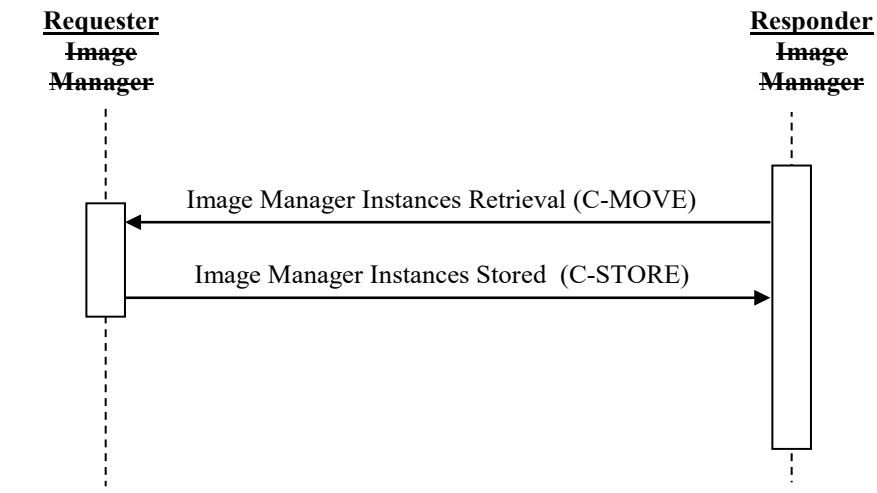 Requester
Image
Manager
Responder
Image
Manager
Image Manager Instances Retrieval (C-MOVE)
Image Manager Instances Stored  (C-STORE)